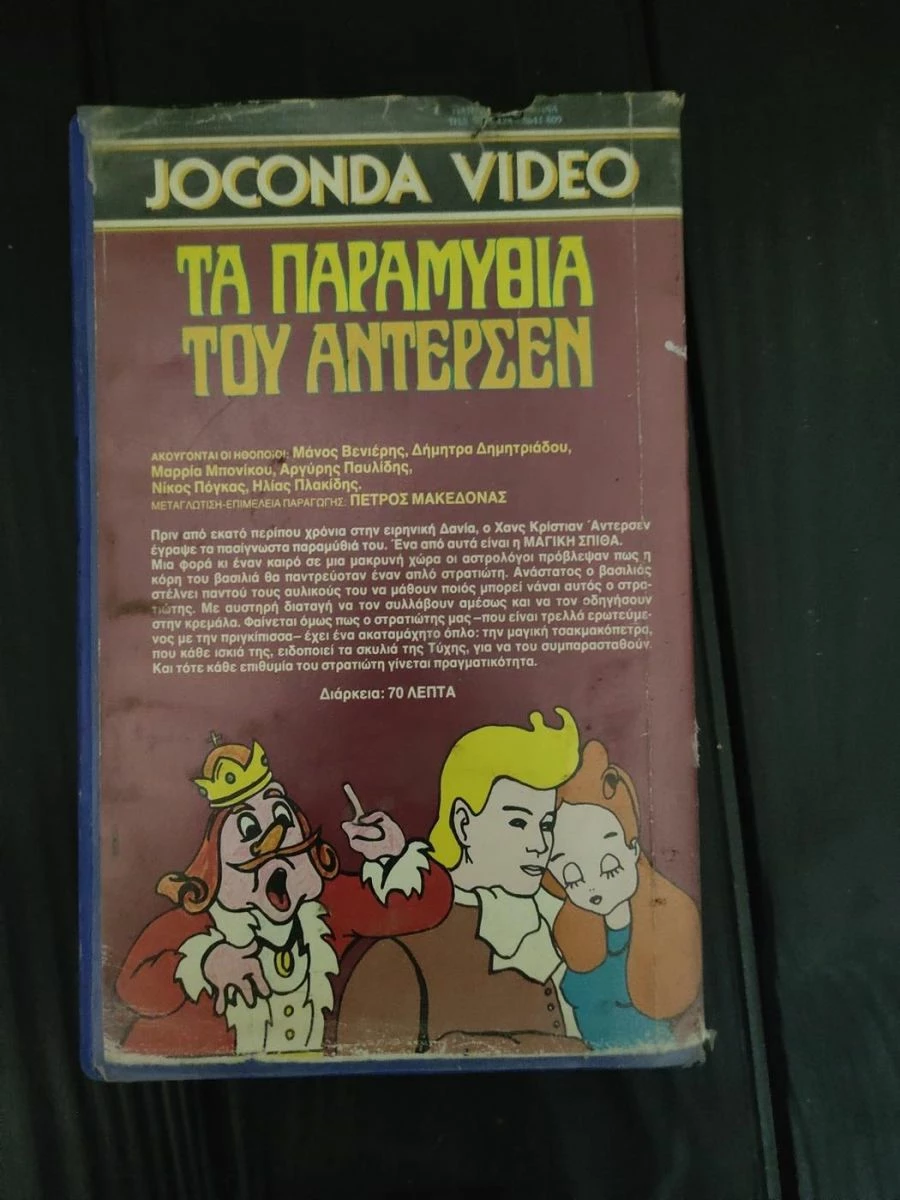 JOCONDA VIDEO
ΤΑ ΠΑΡΑΜΥΘΙΑ
ΤΟΥ ΑΝΤΕΡΣΕΝ
ΑΚΟΥΓΟΝΤΑΙ ΟΙ ΗΘΟΠΟΙΟΙ: Μάνος Βενιέρης, Δήμητρα Δημητριάδου,
Μαρρία Μπονίκου, Αργύρης Παυλίδης,
Νίκος Πόγκας, Ηλίας Πλακίδης.
ΜΕΤΑΓΛΩΤΙΣΗ-ΕΠΙΜΕΛΕΙΑ ΠΑΡΑΓΩΓΗΣ: ΠΕΤΡΟΣ ΜΑΚΕΔΟΝΑΣ
Πριν από εκατό περίπου χρόνια στην ειρηνική Δανία, ο Χανς Κρίστιαν Άντερσεν
έγραψε τα πασίγνωστα παραμύθιά του. Ένα από αυτά είναι η ΜΑΓΙΚΗ ΣΠΙΘΑ.
Μια φορά κι έναν καιρό σε μια μακρυνή χώρα οι αστρολόγοι πρόβλεψαν πως η
κόρη του βασιλιά θα παντρεύοταν έναν απλό στρατιώτη. Ανάστατος ο βασιλιάς
στέλνει παντού τους αυλικούς του να μάθουν ποιός μπορεί νάναι αυτός ο στρα-
τιώτης. Με αυστηρή διαταγή να τον συλλάβουν αμέσως και να τον οδηγήσουν
στην κρεμάλα. Φαίνεται όμως πως ο στρατιώτης μας –που είναι τρελλά ερωτευμέ-
νος με την πριγκίπισσα– έχει ένα ακαταμάχητο όπλο: την μαγική τσακμακόπετρα,
που κάθε ισκιά της, ειδοποιεί τα σκυλιά της Τύχης, για να του συμπαρασταθούν.
Και τότε κάθε επιθυμία του στρατιώτη γίνεται πραγματικότητα.
Διάρκεια: 70 ΛΕΠΤΑ